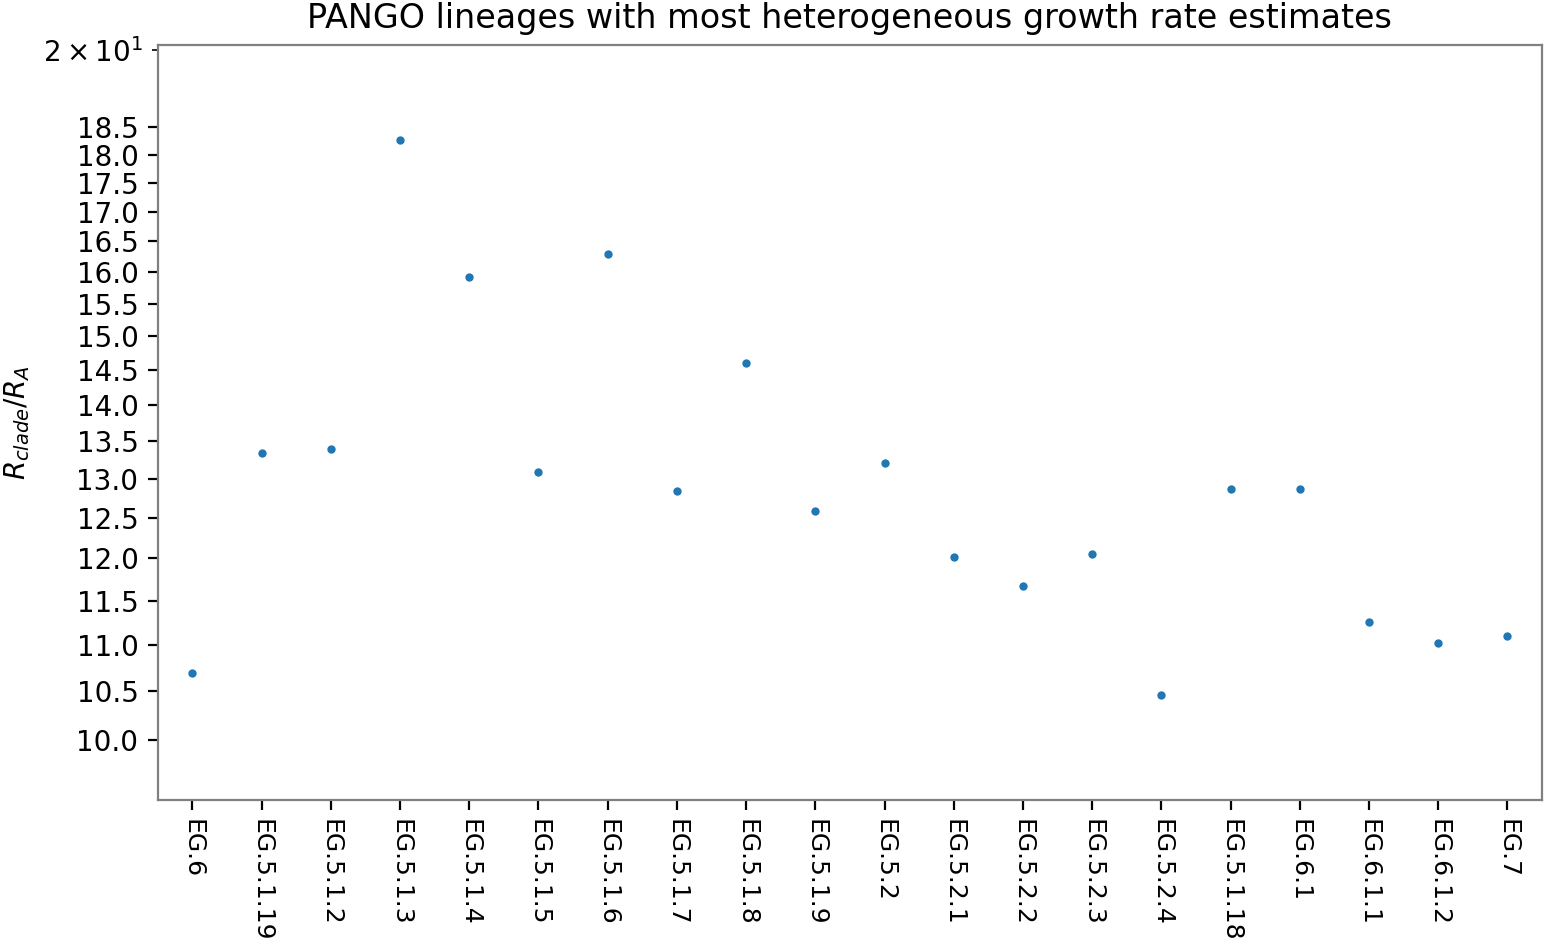 PANGO lineages with most heterogeneous growth rate estimates
2 × 10¹
18.5
18.0
17.5
17.0
16.5
16.0
15.5
15.0
14.5
14.0
13.5
13.0
12.5
12.0
11.5
11.0
10.5
10.0
R_clade/R_A
EG.6
EG.5.1.19
EG.5.1.2
EG.5.1.3
EG.5.1.4
EG.5.1.5
EG.5.1.6
EG.5.1.7
EG.5.1.8
EG.5.1.9
EG.5.2
EG.5.2.1
EG.5.2.2
EG.5.2.3
EG.5.2.4
EG.5.1.18
EG.6.1
EG.6.1.1
EG.6.1.2
EG.7